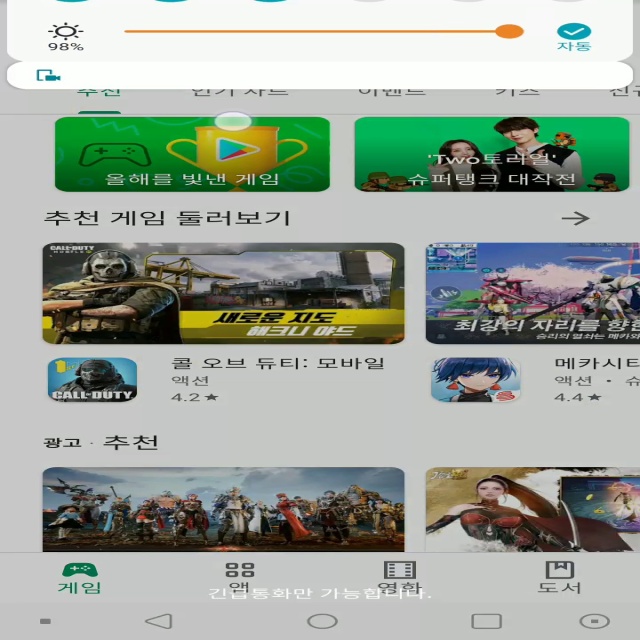 98%
자동
추천 인기 차트 이벤트 키즈
올해를 빛낸 게임
'Two토리얼'
슈퍼탱크 대작전
추천 게임 둘러보기
CALL OF DUTY
MOBILE
새로운 지도
해크니 야드
최강의 자리를 향한
콜 오브 듀티: 모바일
액션
4.2★
CALL OF DUTY
메카시티
액션 · 슈
4.4★
광고 · 추천
게임 앱 영화 도서
긴급통화만 가능합니다.